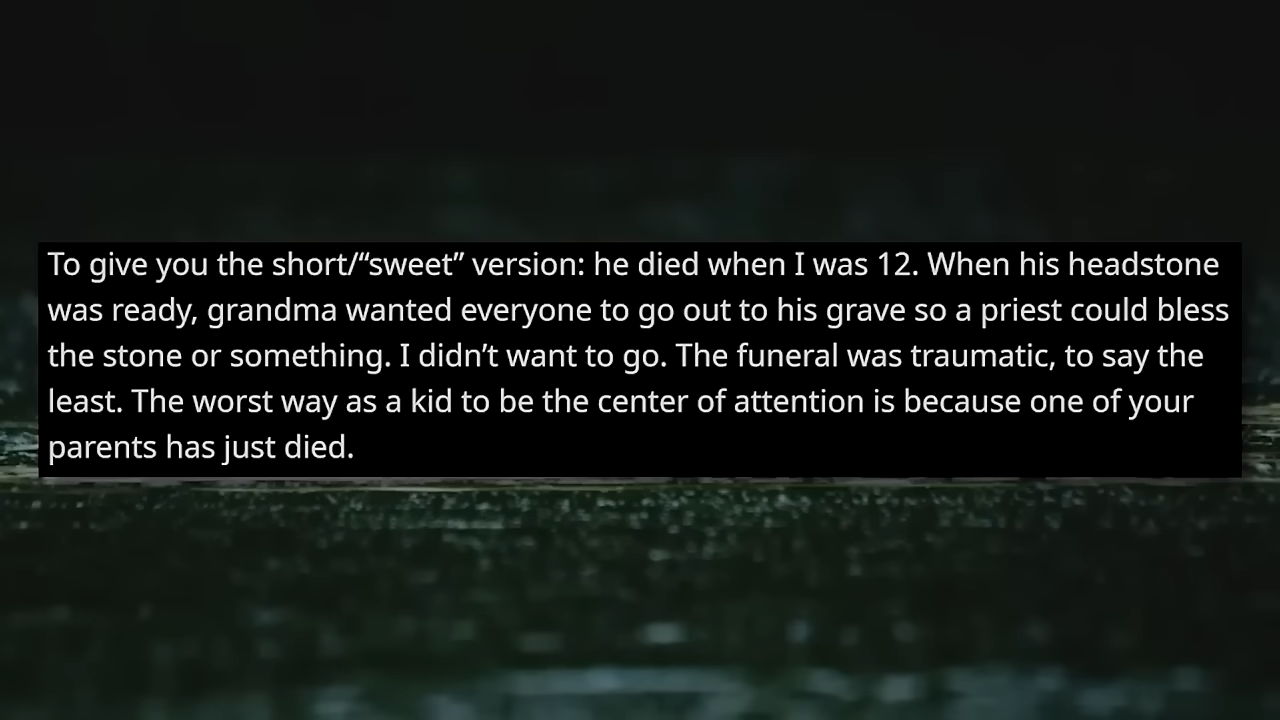 To give you the short/“sweet” version: he died when I was 12. When his headstone
was ready, grandma wanted everyone to go out to his grave so a priest could bless
the stone or something. I didn’t want to go. The funeral was traumatic, to say the
least. The worst way as a kid to be the center of attention is because one of your
parents has just died.